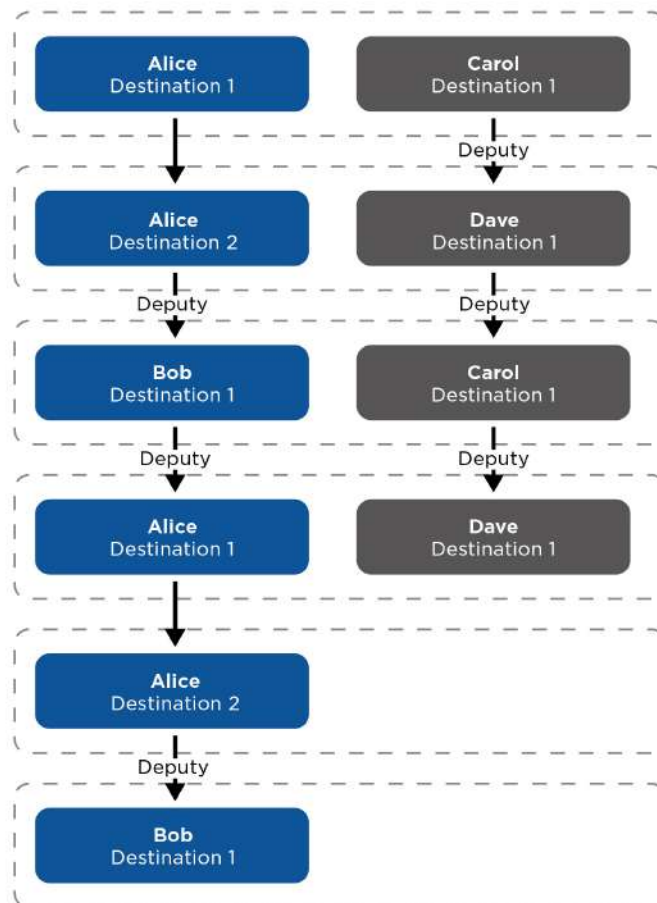 Alice
Destination 1
Carol
Destination 1
Deputy
Alice
Destination 2
Dave
Destination 1
Deputy
Deputy
Bob
Destination 1
Carol
Destination 1
Deputy
Deputy
Alice
Destination 1
Dave
Destination 1
Alice
Destination 2
Deputy
Bob
Destination 1